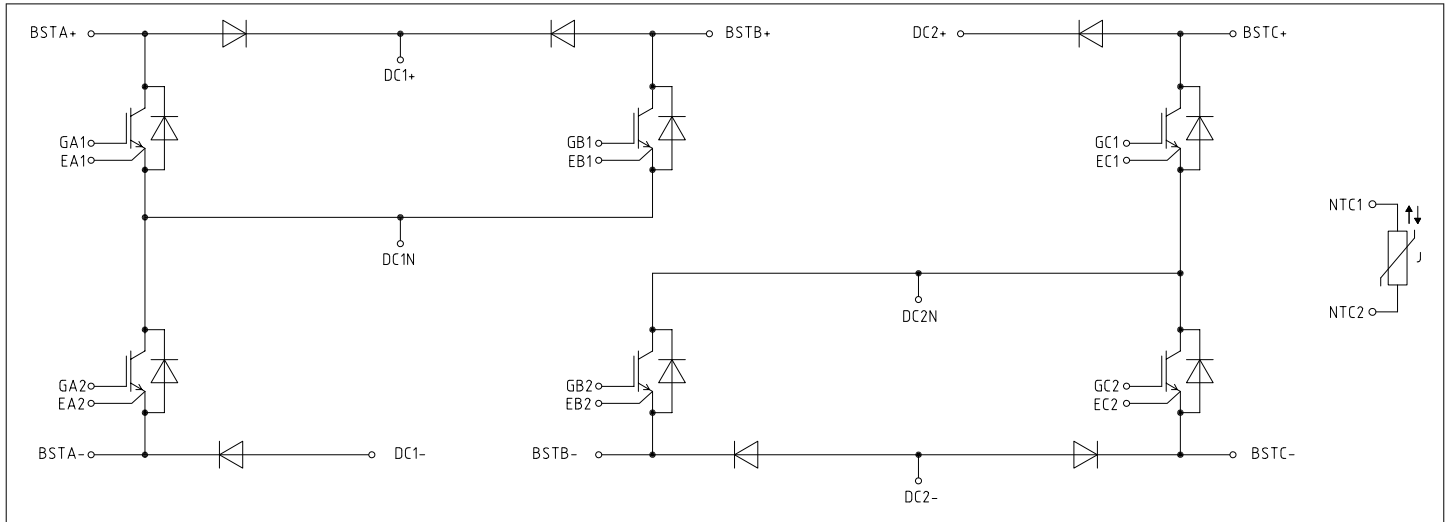 BSTA+
BSTB+
DC2+
BSTC+
DC1+
GA1
EA1
GB1
EB1
GC1
EC1
NTC1
DC1N
J
DC2N
NTC2
GA2
EA2
GB2
EB2
GC2
EC2
BSTA-
DC1-
BSTB-
BSTC-
DC2-